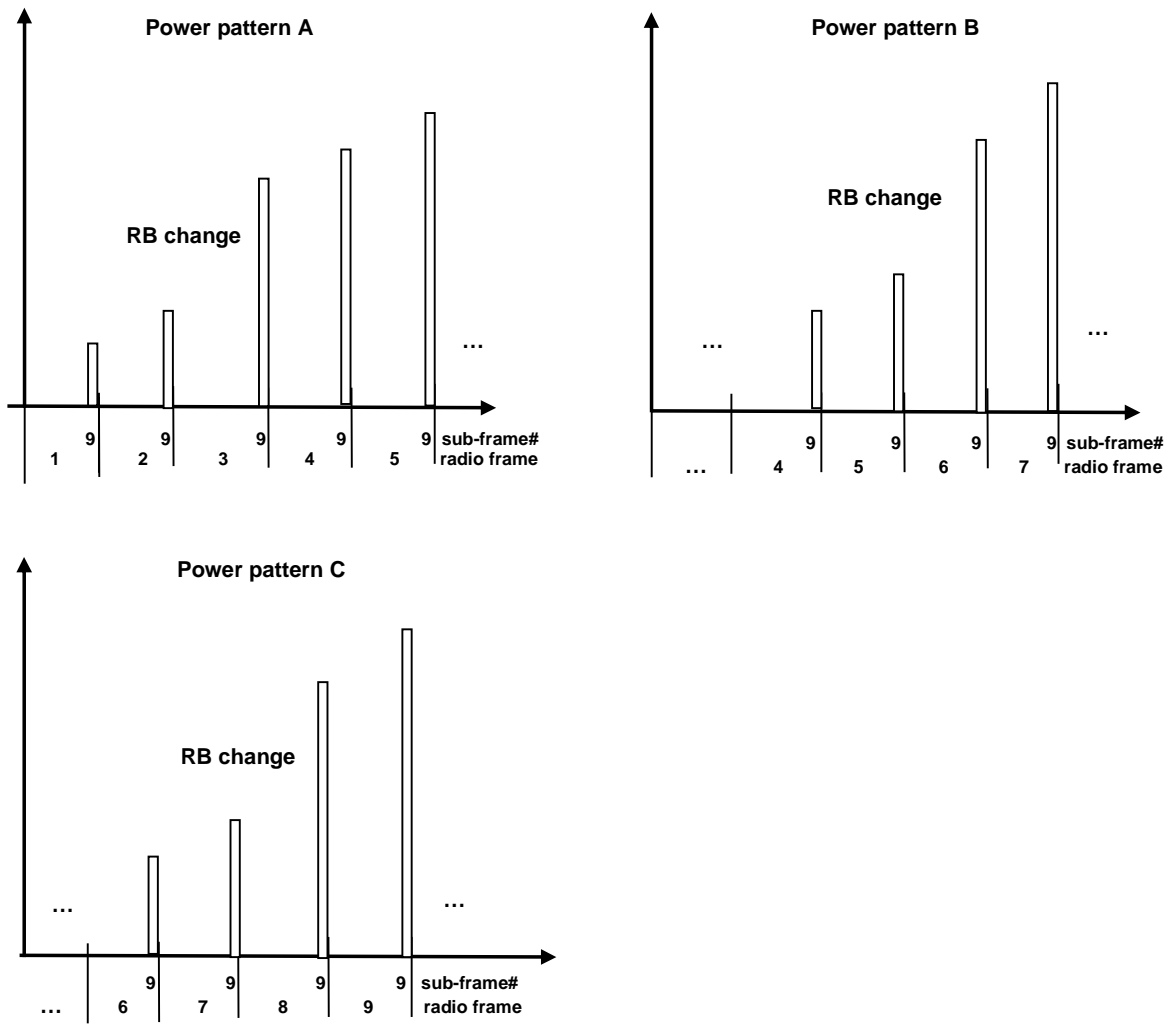 Power pattern A
RB change
...
9 9 9 9 9 sub-frame#
1 2 3 4 5 radio frame
Power pattern B
RB change
... ...
9 9 9 9 sub-frame#
... 4 5 6 7 radio frame
Power pattern C
RB change
... ...
9 9 9 9 sub-frame#
... 6 7 8 9 radio frame